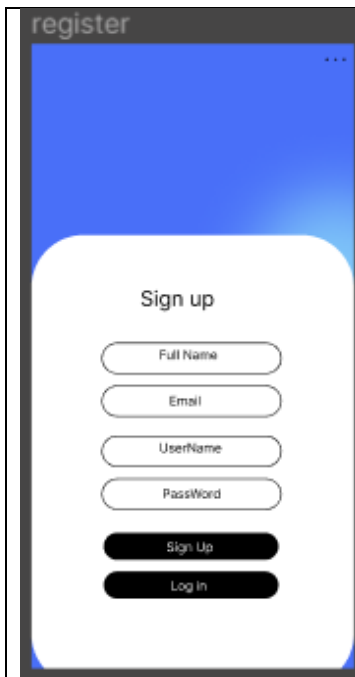 register
...
Sign up
Full Name
Email
UserName
PassWord
Sign Up
Log in